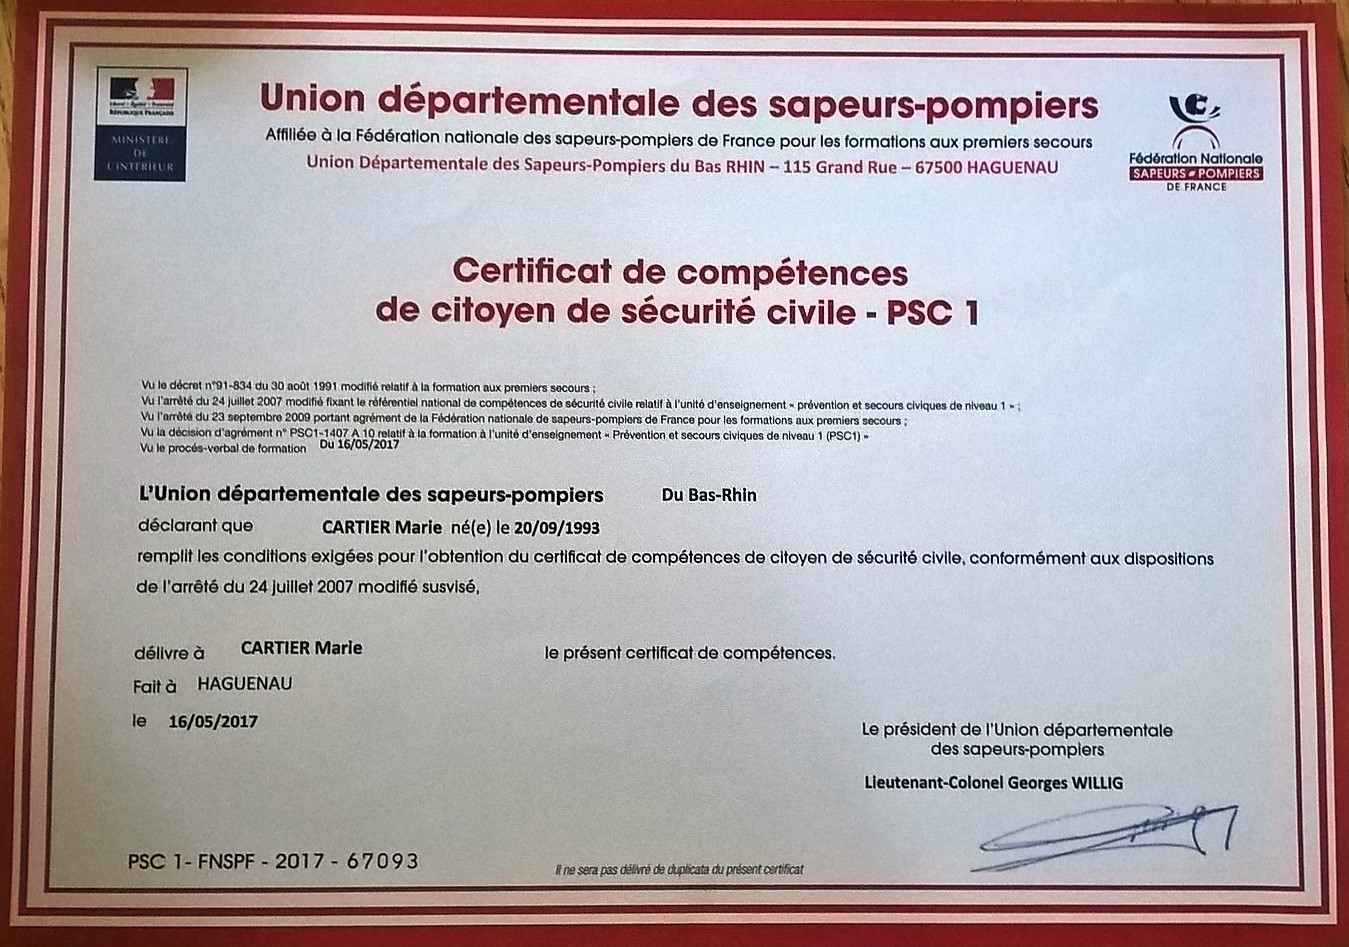 Union départementale des sapeurs-pompiers
Affiliée à la Fédération nationale des sapeurs-pompiers de France pour les formations aux premiers secours
Union Départementale des Sapeurs-Pompiers du Bas RHIN – 115 Grand Rue – 67500 HAGUENAU
Liberté • Égalité • Fraternité
RÉPUBLIQUE FRANÇAISE
MINISTÈRE
DE
L'INTÉRIEUR
Fédération Nationale
SAPEURS-POMPIERS
DE FRANCE
Certificat de compétences
de citoyen de sécurité civile - PSC 1
Vu le décret n°91-834 du 30 août 1991 modifié relatif à la formation aux premiers secours ;
Vu l'arrêté du 24 juillet 2007 modifié fixant le référentiel national de compétences de sécurité civile relatif à l'unité d'enseignement « prévention et secours civiques de niveau 1 » ;
Vu l'arrêté du 23 septembre 2009 portant agrément de la Fédération nationale de sapeurs-pompiers de France pour les formations aux premiers secours ;
Vu la décision d'agrément n° PSC1-1407 A 10 relatif à la formation à l'unité d'enseignement « Prévention et secours civiques de niveau 1 (PSC1) »
Vu le procès-verbal de formation Du 16/05/2017
L'Union départementale des sapeurs-pompiers Du Bas-Rhin
déclarant que CARTIER Marie né(e) le 20/09/1993
remplit les conditions exigées pour l'obtention du certificat de compétences de citoyen de sécurité civile, conformément aux dispositions
de l'arrêté du 24 juillet 2007 modifié susvisé,
délivre à CARTIER Marie le présent certificat de compétences.
Fait à HAGUENAU
le 16/05/2017
Le président de l'Union départementale
des sapeurs-pompiers
Lieutenant-Colonel Georges WILLIG
PSC 1- FNSPF - 2017 - 67093
Il ne sera pas délivré de duplicata du présent certificat